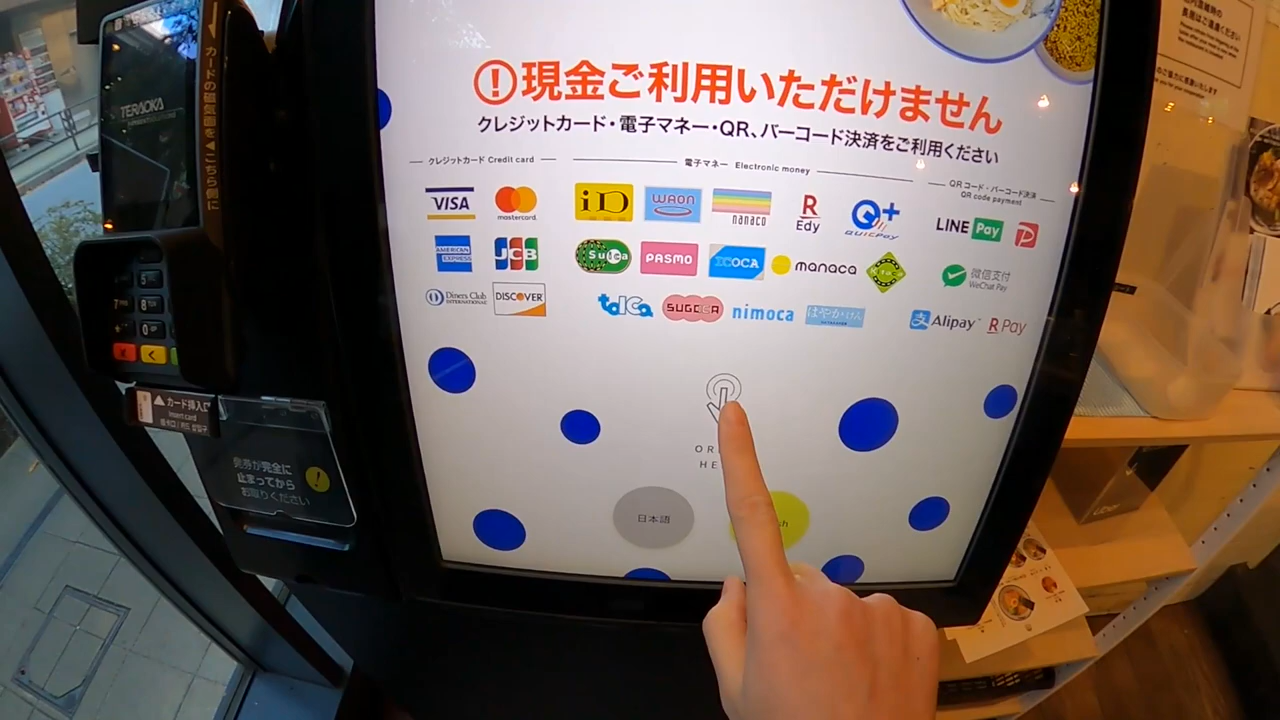 現金ご利用いただけません
クレジットカード・電子マネー・QR、バーコード決済をご利用ください
クレジットカード Credit card
電子マネー Electronic money
QRコード・バーコード決済
QR code payment
VISA
mastercard.
iD
WAON
nanaco
R
Edy
QUICPay
LINE Pay
AMERICAN EXPRESS
JCB
Suica
PASMO
ICOCA
manaca
微信支付
WeChat Pay
Diners Club
INTERNATIONAL
DISCOVER
toica
SUGOCA
nimoca
はやかけん
支 Alipay
R Pay
日本語
カードの磁気面を◀こちら側に
TERAOKA
カード挿入口
Insert card
食券が完全に
止まってから
お取りください